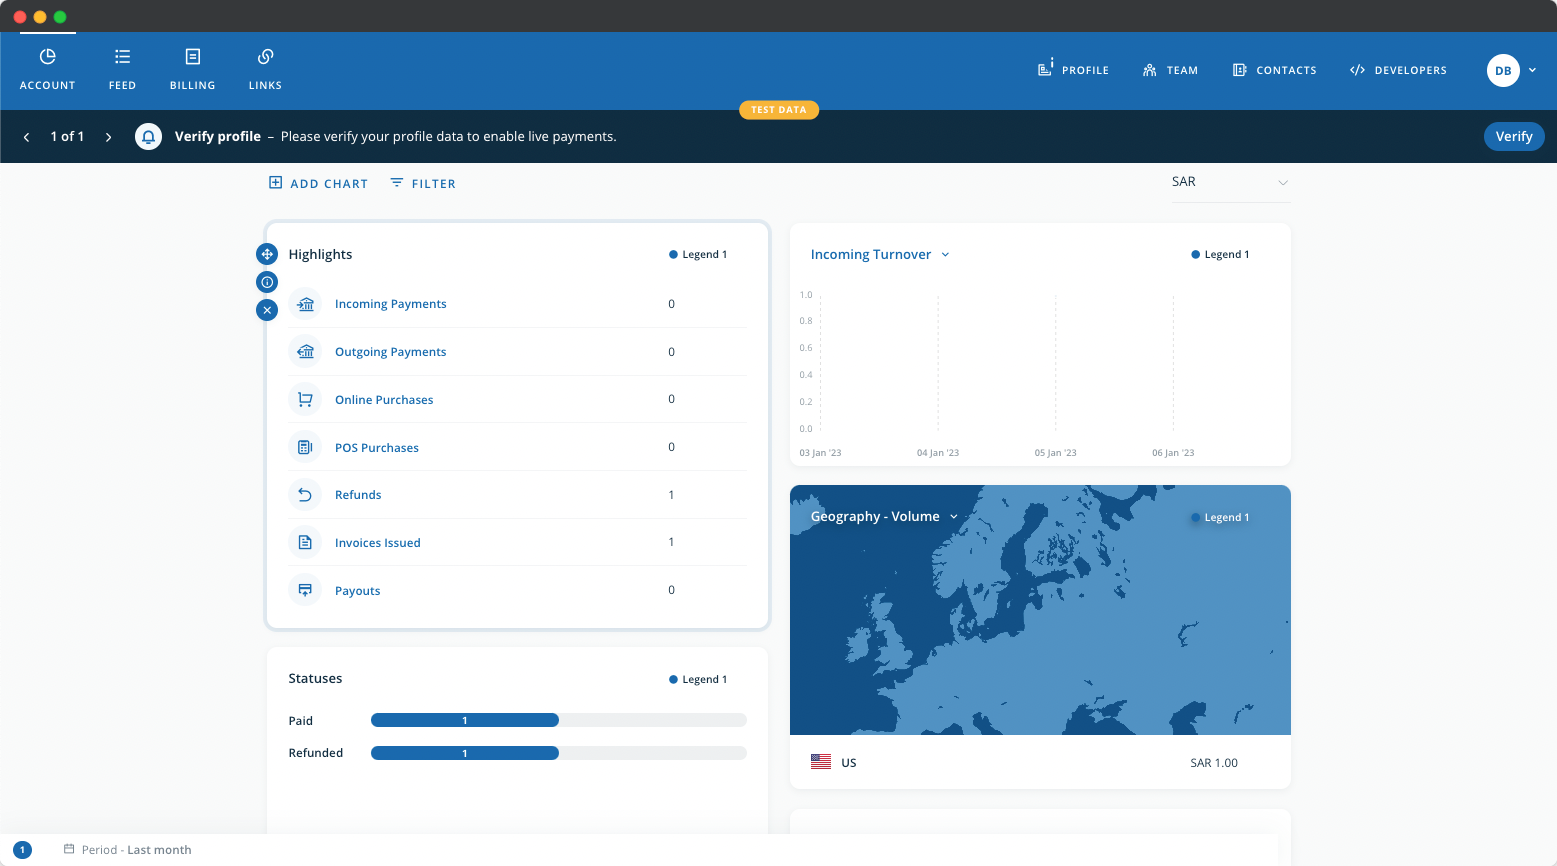 ACCOUNT
FEED
BILLING
LINKS
PROFILE
TEAM
CONTACTS
DEVELOPERS
DB
TEST DATA
1 of 1
Verify profile – Please verify your profile data to enable live payments.
Verify
ADD CHART
FILTER
SAR
Highlights
Legend 1
Incoming Payments 0
Outgoing Payments 0
Online Purchases 0
POS Purchases 0
Refunds 1
Invoices Issued 1
Payouts 0
Statuses
Legend 1
Paid 1
Refunded 1
Incoming Turnover
Legend 1
1.0
0.8
0.6
0.4
0.2
0.0
03 Jan '23 04 Jan '23 05 Jan '23 06 Jan '23
Geography - Volume
Legend 1
US SAR 1.00
1
Period - Last month